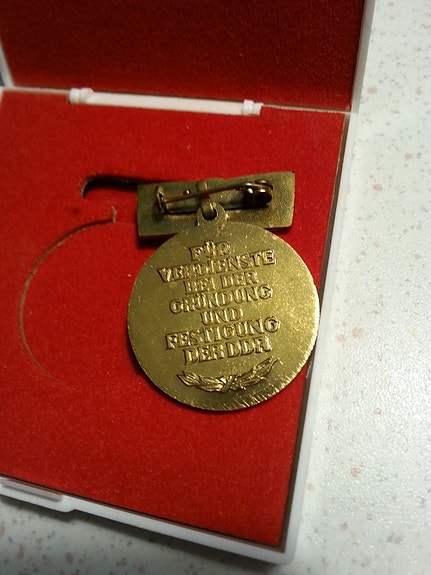 FÜR
VERDIENSTE
BEI DER
GRÜNDUNG
UND
FESTIGUNG
DER DDR